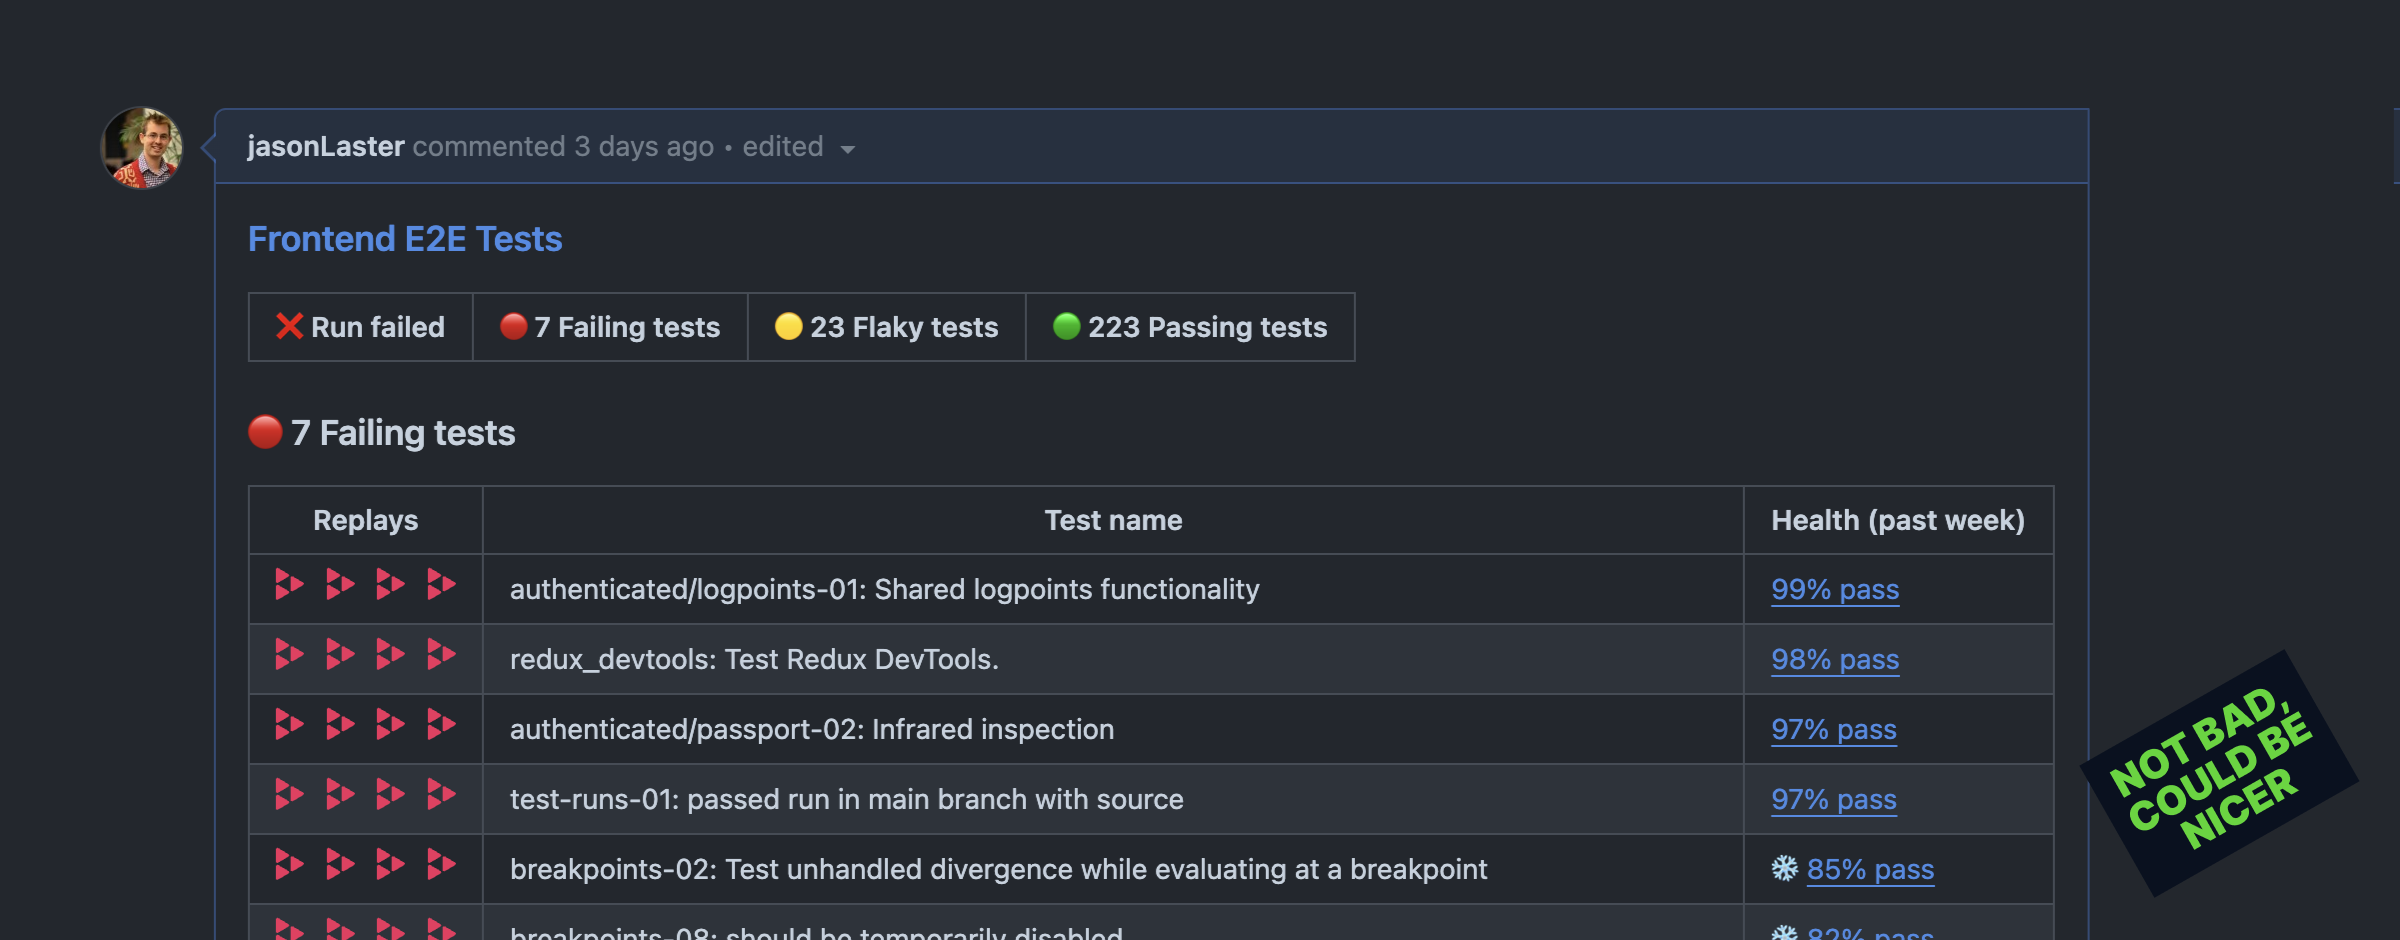 jasonLaster commented 3 days ago • edited
Frontend E2E Tests
❌ Run failed
🔴 7 Failing tests
🟡 23 Flaky tests
🟢 223 Passing tests
🔴 7 Failing tests
Replays
Test name
Health (past week)
authenticated/logpoints-01: Shared logpoints functionality
99% pass
redux_devtools: Test Redux DevTools.
98% pass
authenticated/passport-02: Infrared inspection
97% pass
test-runs-01: passed run in main branch with source
97% pass
breakpoints-02: Test unhandled divergence while evaluating at a breakpoint
❄️ 85% pass
breakpoints-08: should be temporarily disabled
❄️ 82% pass
NOT BAD,
COULD BE
NICER